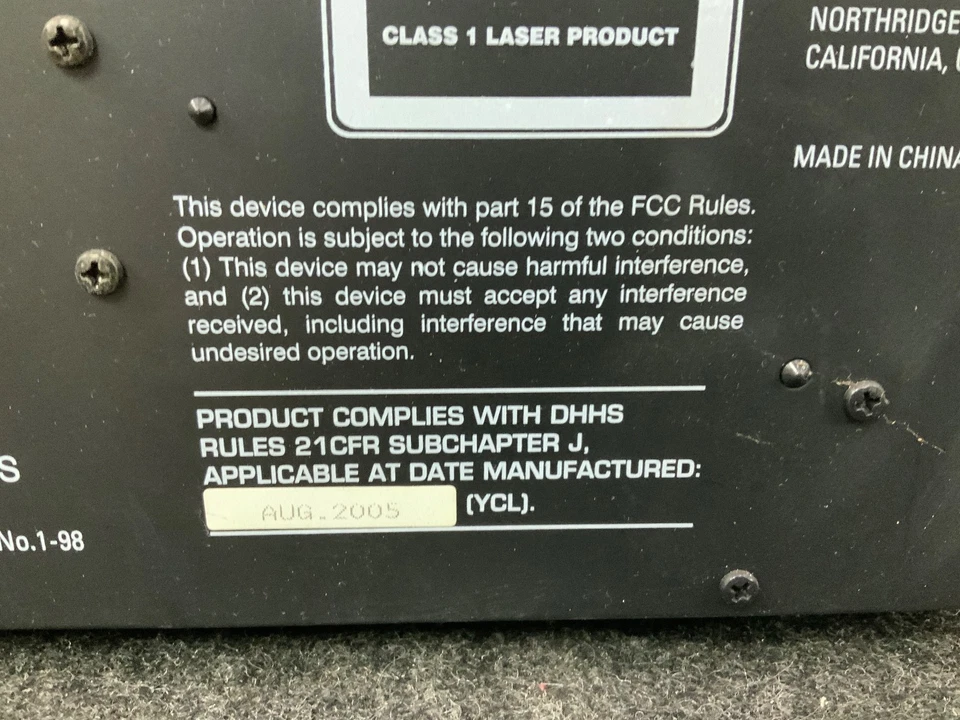 CLASS 1 LASER PRODUCT
NORTHRIDGE
CALIFORNIA,
MADE IN CHINA
This device complies with part 15 of the FCC Rules.
Operation is subject to the following two conditions:
(1) This device may not cause harmful interference,
and (2) this device must accept any interference
received, including interference that may cause
undesired operation.
PRODUCT COMPLIES WITH DHHS
RULES 21CFR SUBCHAPTER J,
APPLICABLE AT DATE MANUFACTURED:
AUG.2005 (YCL).
S
No.1-98